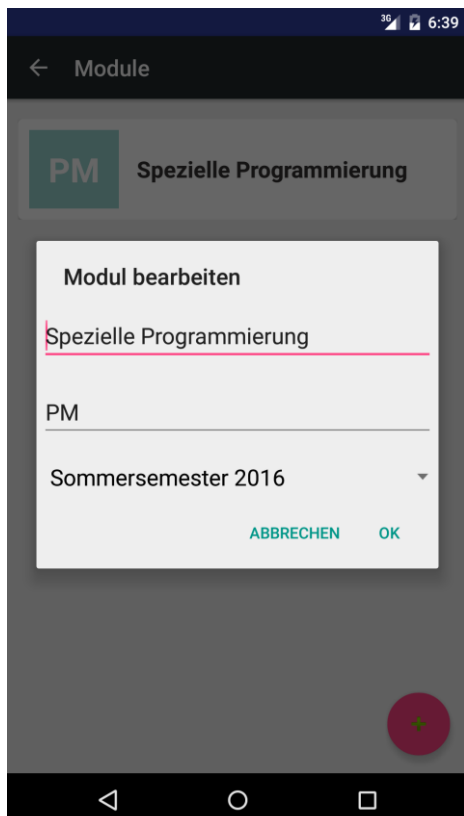 3G 6:39
Module
PM Spezielle Programmierung
Modul bearbeiten
Spezielle Programmierung
PM
Sommersemester 2016
ABBRECHEN OK
+